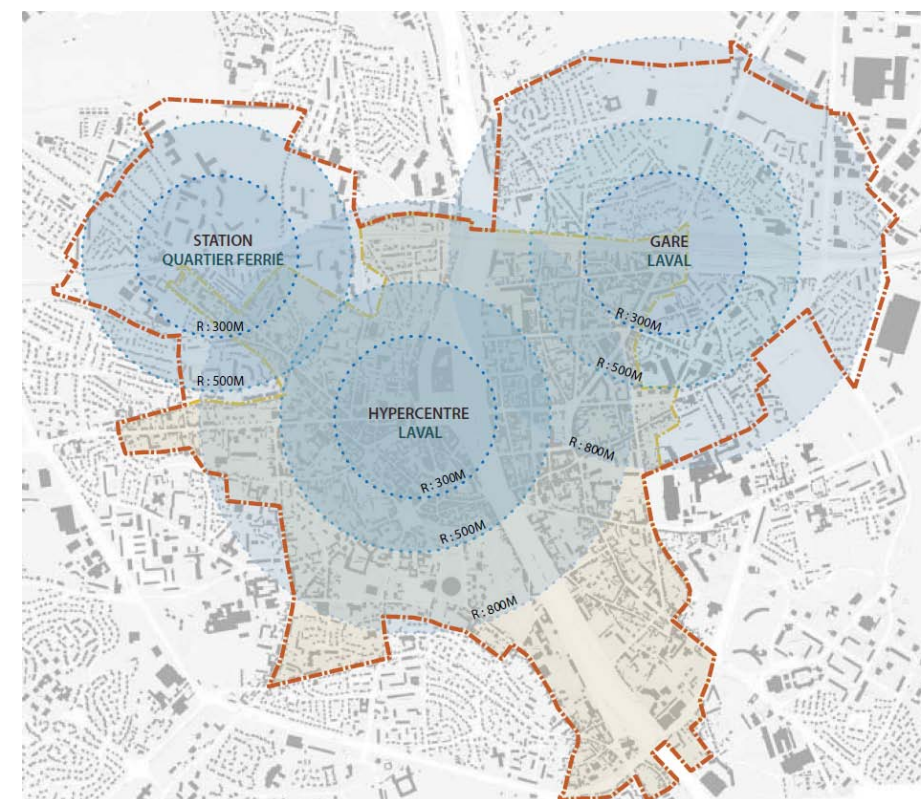 STATION
QUARTIER FERRIÉ
R : 300M
R : 500M
GARE
LAVAL
R : 300M
R : 500M
R : 800M
HYPERCENTRE
LAVAL
R : 300M
R : 500M
R : 800M